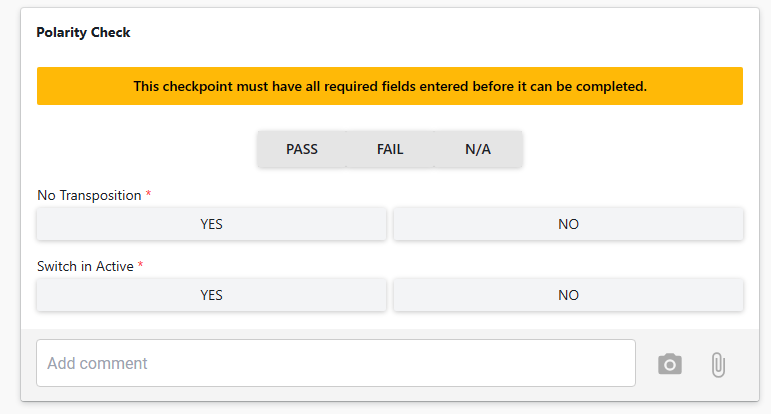 Polarity Check
This checkpoint must have all required fields entered before it can be completed.
PASS FAIL N/A
No Transposition *
YES NO
Switch in Active *
YES NO
Add comment